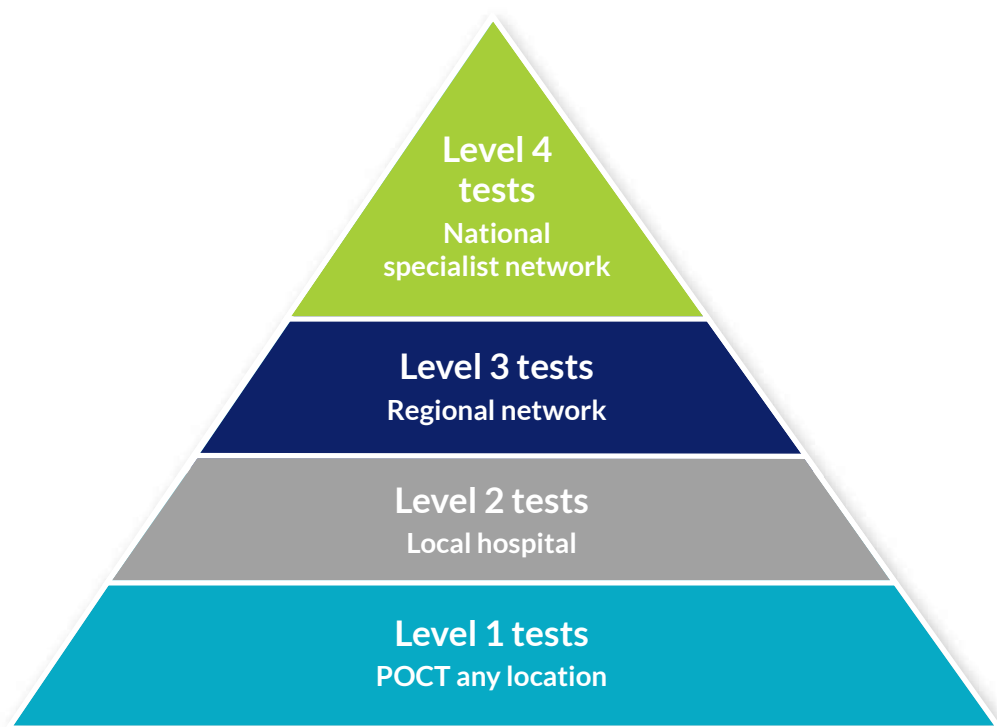 Level 4
tests
National
specialist network
Level 3 tests
Regional network
Level 2 tests
Local hospital
Level 1 tests
POCT any location